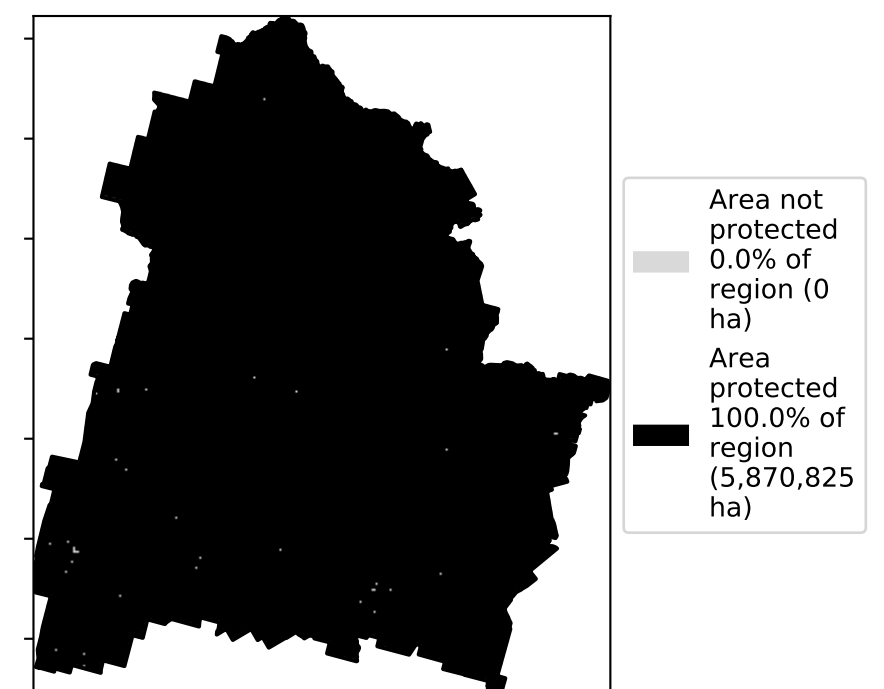 Area not
protected
0.0% of
region (0
ha)
Area
protected
100.0% of
region
(5,870,825
ha)